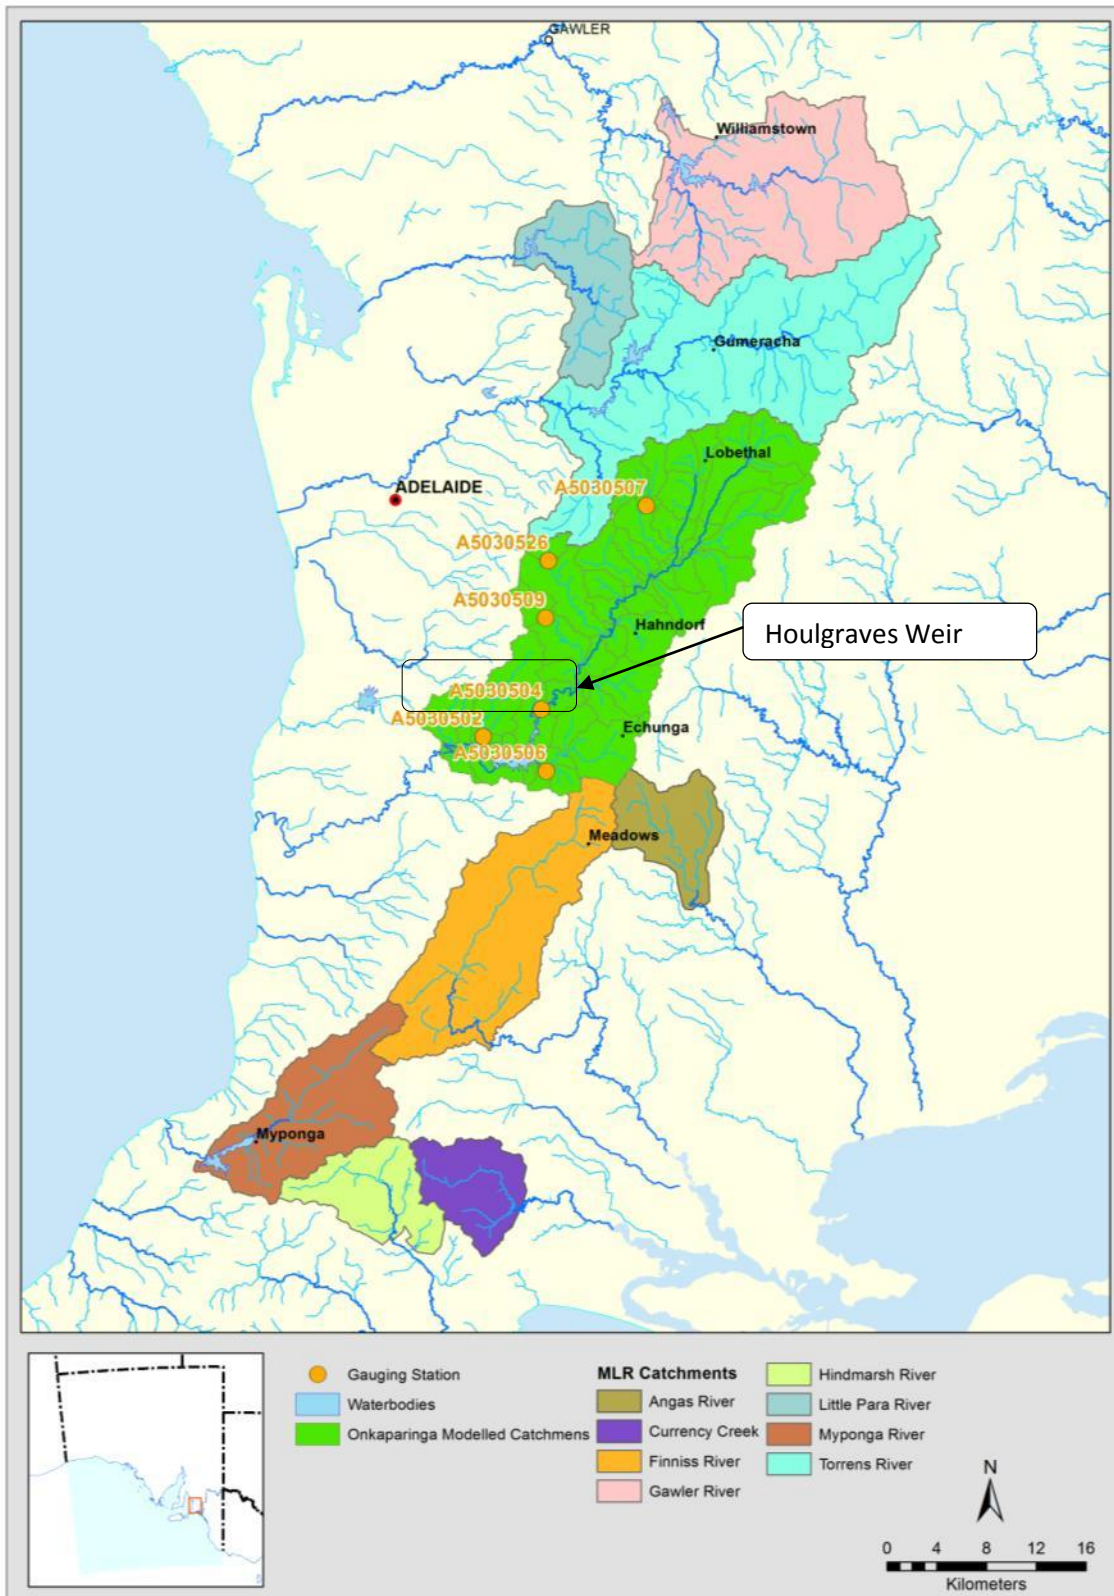 GAWLER
Williamstown
Gumeracha
Lobethal
ADELAIDE
A5030507
A5030526
A5030509
Hahndorf
Houlgraves Weir
A5030504
A5030502
Echunga
A5030506
Meadows
Myponga
Gauging Station
Waterbodies
Onkaparinga Modelled Catchmens
MLR Catchments
Angas River
Currency Creek
Finniss River
Gawler River
Hindmarsh River
Little Para River
Myponga River
Torrens River
N
0 4 8 12 16
Kilometers